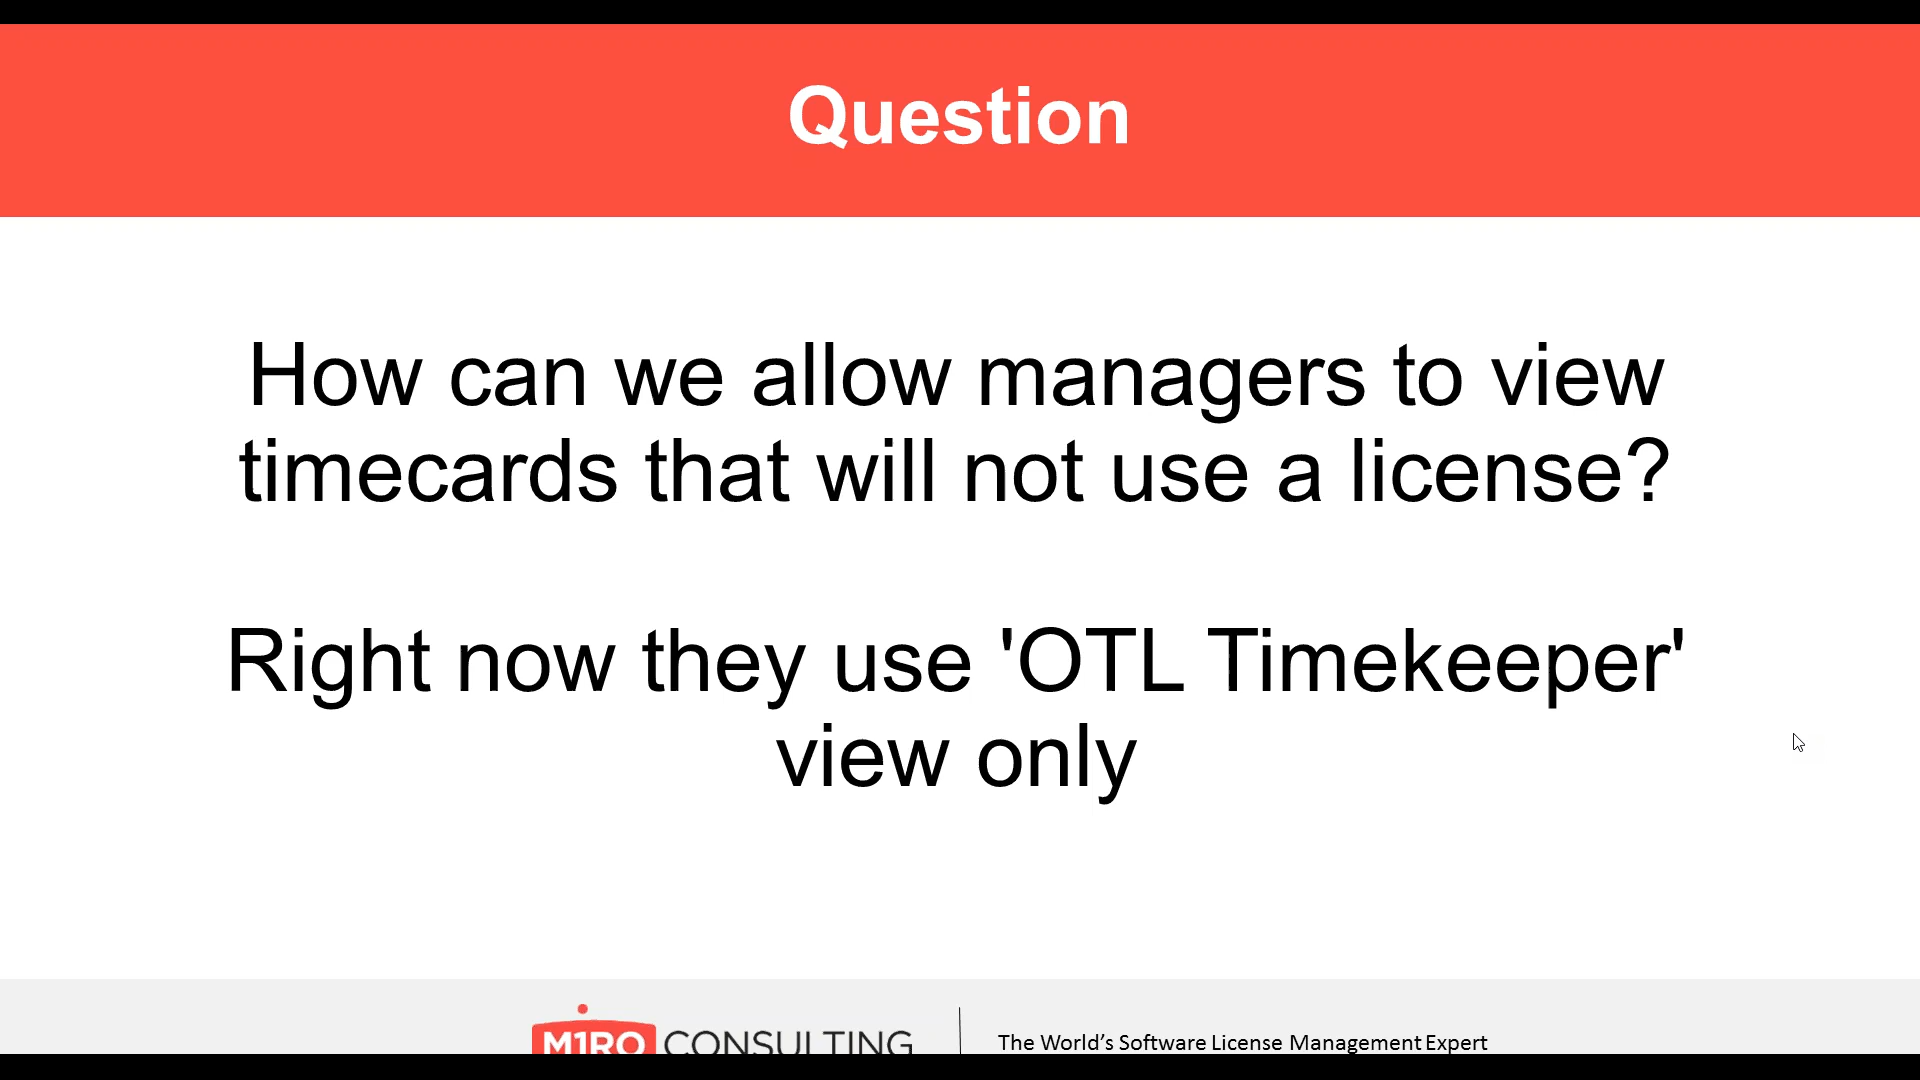 Question
How can we allow managers to view
timecards that will not use a license?
Right now they use 'OTL Timekeeper'
view only
M1RO CONSULTING
The World’s Software License Management Expert